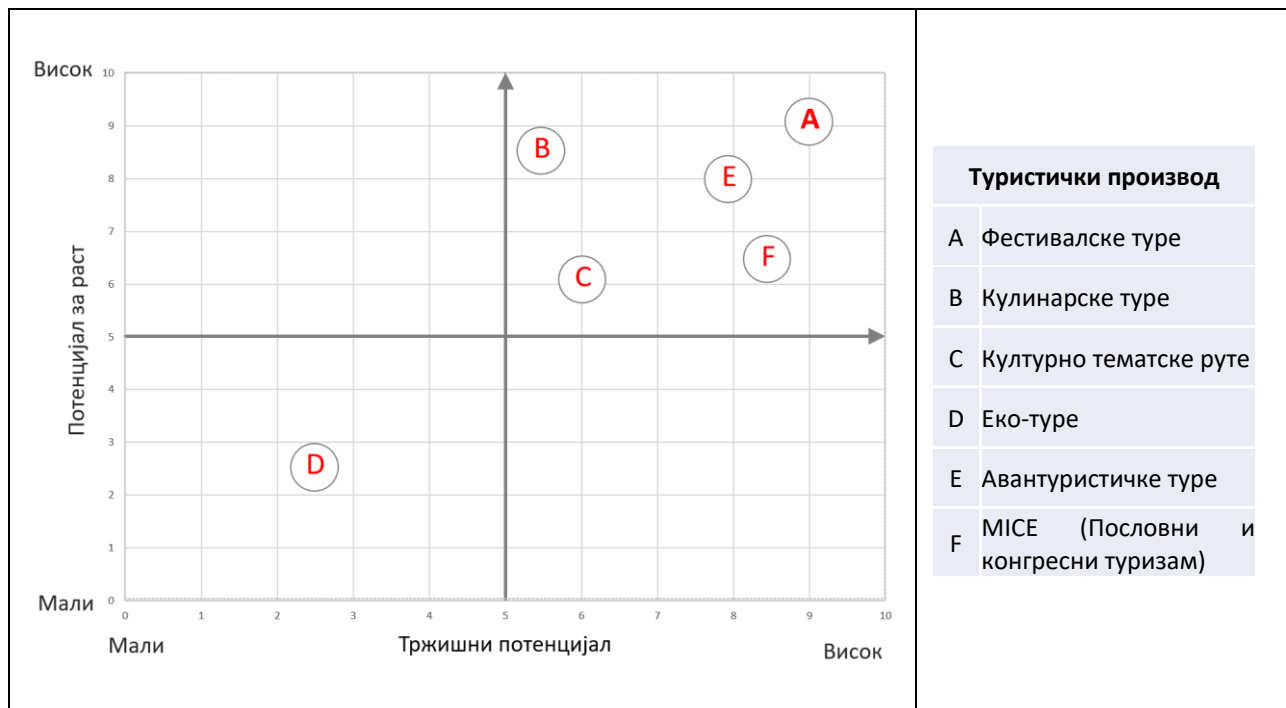 Висок
10
9
8
7
6
5
4
3
2
1
0
Потенцијал за раст
Мали
A
B
E
F
C
D
0 1 2 3 4 5 6 7 8 9 10
Мали
Тржишни потенцијал
Висок
Туристички производ
A Фестивалске туре
B Кулинарске туре
C Културно тематске руте
D Еко-туре
E Авантуристичке туре
F MICE (Пословни и
конгресни туризам)